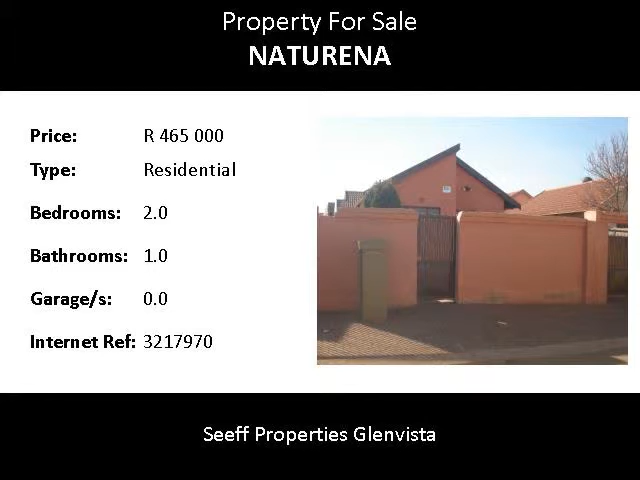 Property For Sale
NATURENA
Price: R 465 000
Type: Residential
Bedrooms: 2.0
Bathrooms: 1.0
Garage/s: 0.0
Internet Ref: 3217970
Seeff Properties Glenvista